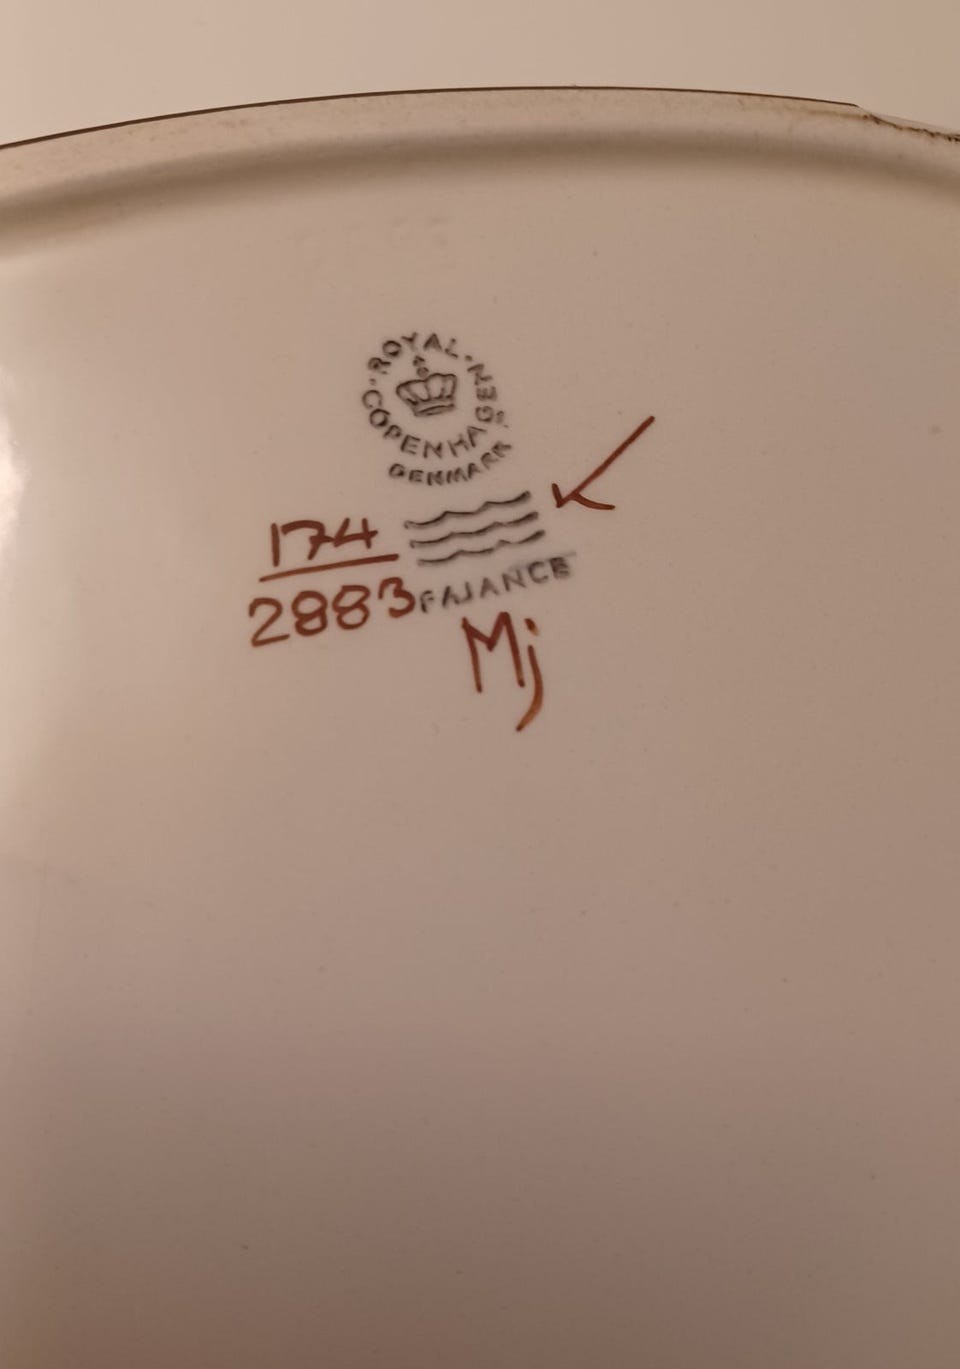 ROYAL
COPENHAGEN
DENMARK
174
2883
FAJANCE
Mj